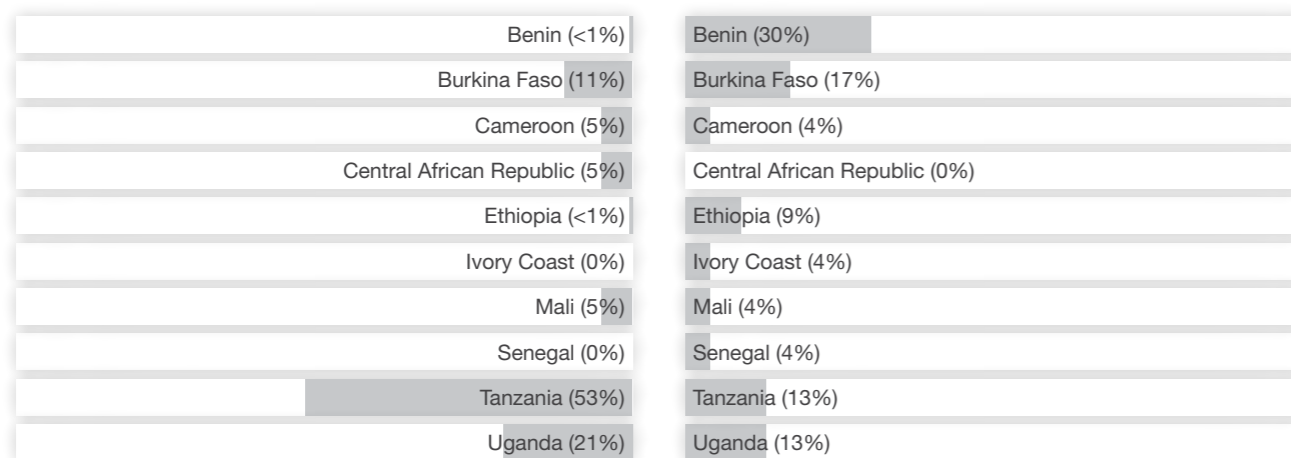 Benin (<1%) Benin (30%)
Burkina Faso (11%) Burkina Faso (17%)
Cameroon (5%) Cameroon (4%)
Central African Republic (5%) Central African Republic (0%)
Ethiopia (<1%) Ethiopia (9%)
Ivory Coast (0%) Ivory Coast (4%)
Mali (5%) Mali (4%)
Senegal (0%) Senegal (4%)
Tanzania (53%) Tanzania (13%)
Uganda (21%) Uganda (13%)